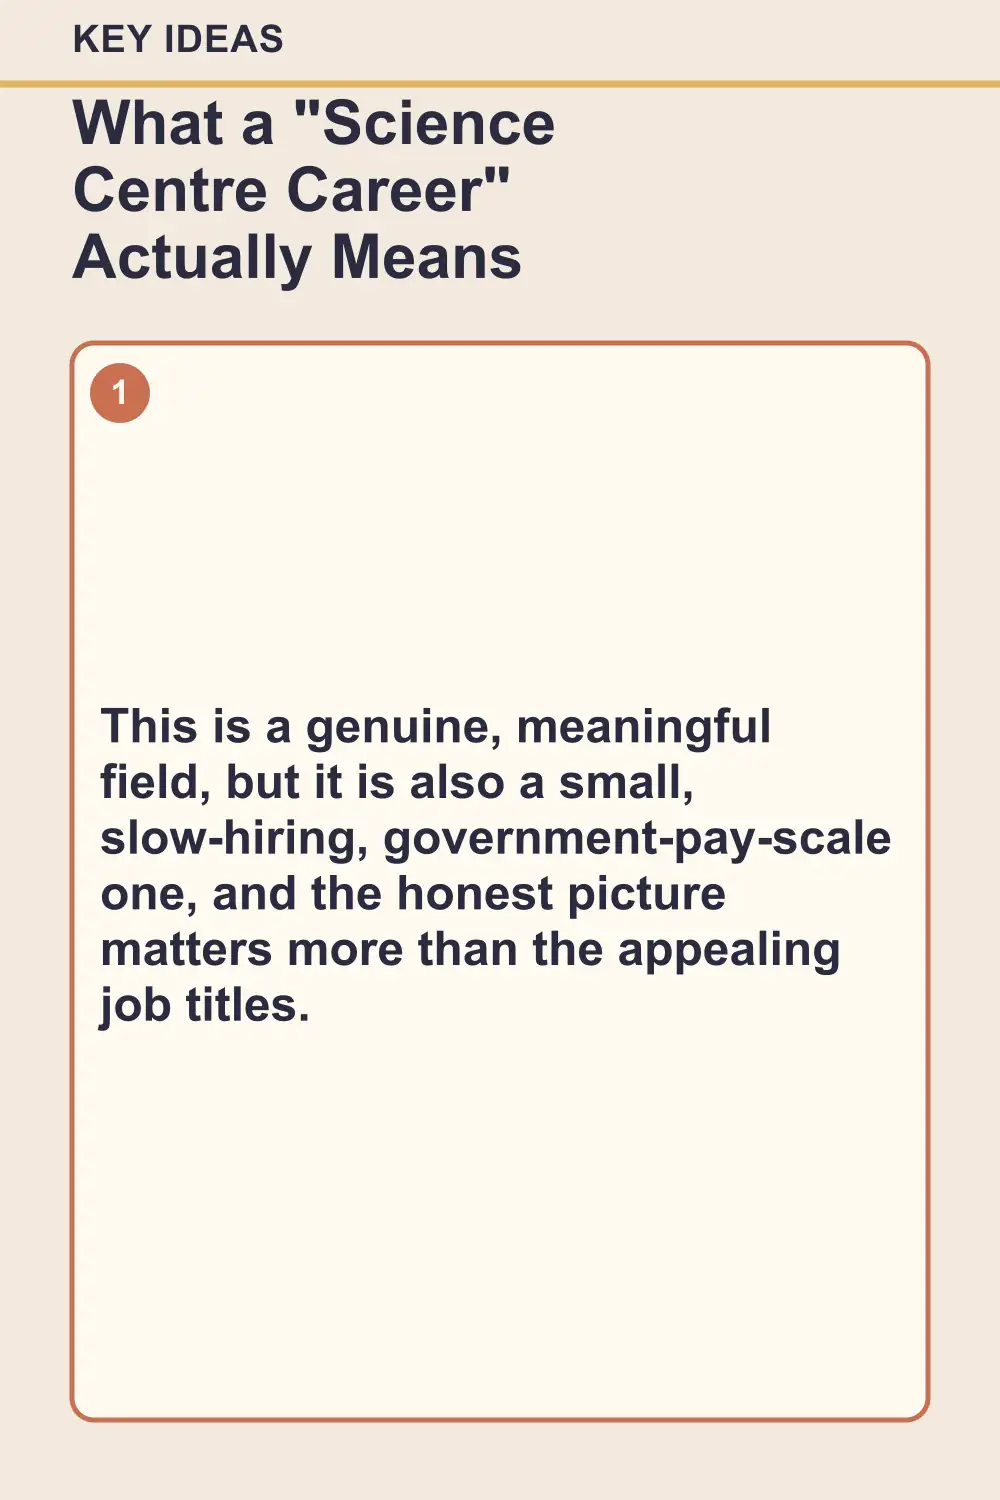 KEY IDEAS
What a "Science
Centre Career"
Actually Means
1
This is a genuine, meaningful
field, but it is also a small,
slow-hiring, government-pay-scale
one, and the honest picture
matters more than the appealing
job titles.